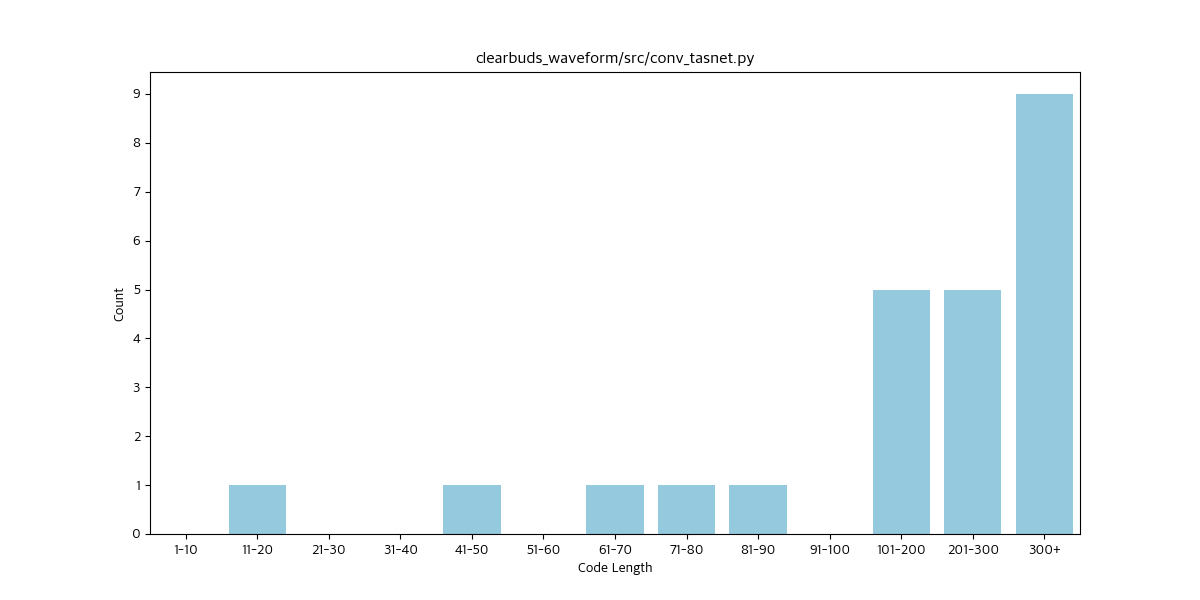 clearbuds_waveform/src/conv_tasnet.py
9
8
7
6
5
4
3
2
1
0
Count
1-10 11-20 21-30 31-40 41-50 51-60 61-70 71-80 81-90 91-100 101-200 201-300 300+
Code Length